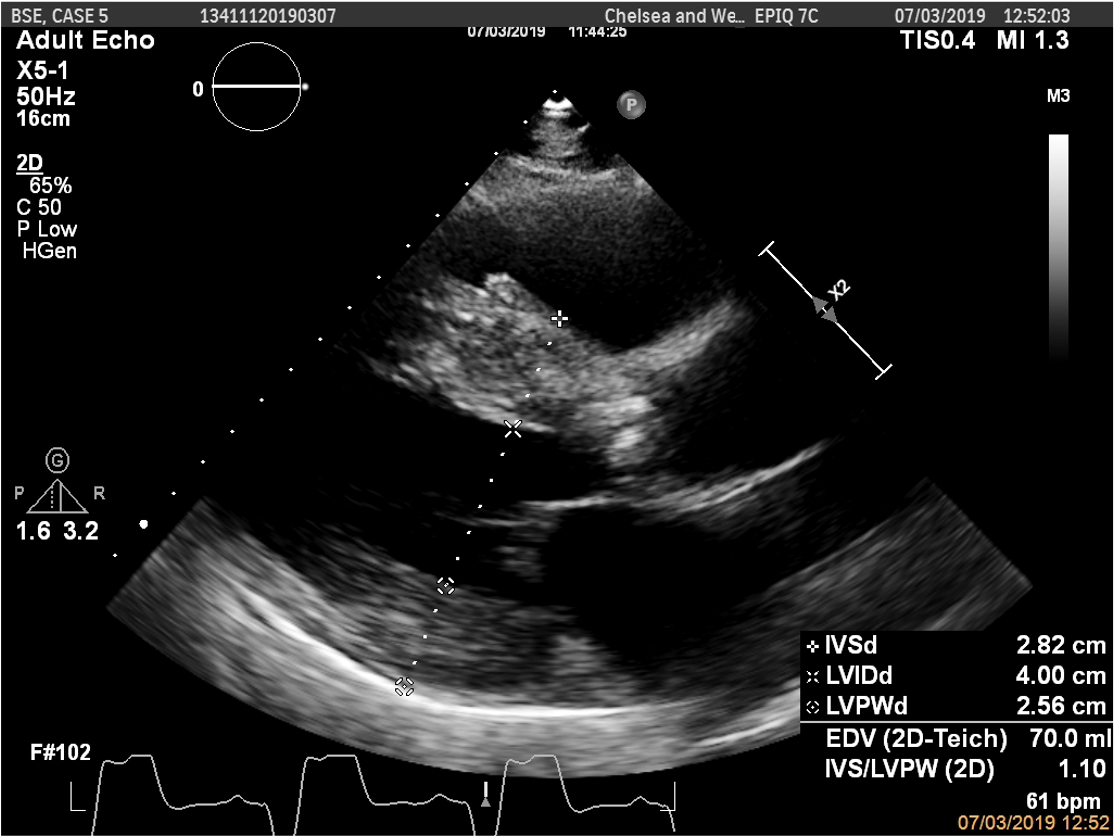 BSE, CASE 5 13411120190307 Chelsea and We... EPIQ 7C 07/03/2019 12:52:03
07/03/2019 11:44:25
Adult Echo TIS0.4 MI 1.3
X5-1
50Hz
16cm
0
P
M3
2D
65%
C 50
P Low
HGen
X2
G
P R
1.6 3.2
IVSd 2.82 cm
LVIDd 4.00 cm
LVPWd 2.56 cm
EDV (2D-Teich) 70.0 ml
IVS/LVPW (2D) 1.10
F#102
61 bpm
07/03/2019 12:52